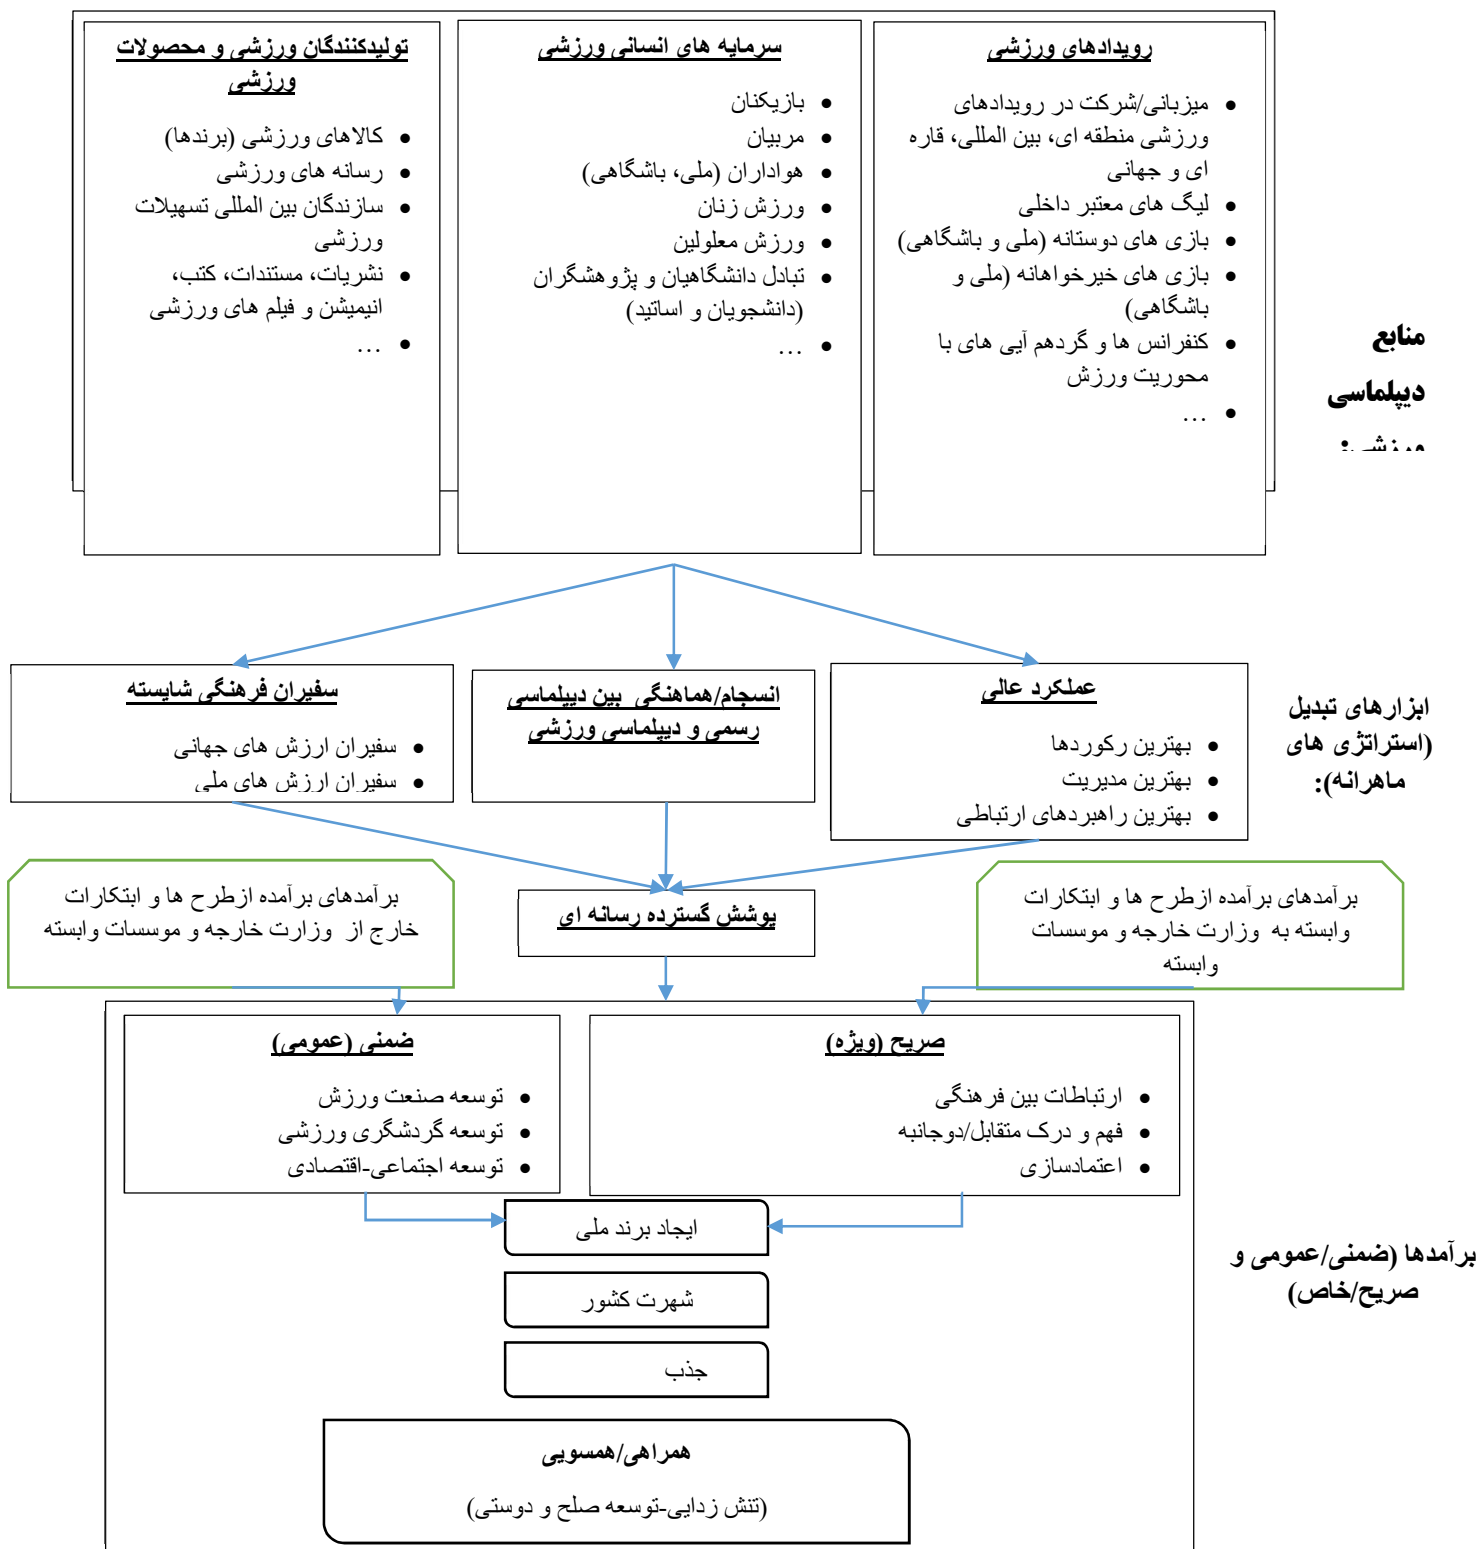 رویدادهای ورزشی
• میزبانی/شرکت در رویدادهای
ورزشی منطقه ای، بین المللی، قاره
ای و جهانی
• لیگ های معتبر داخلی
• بازی های دوستانه (ملی و باشگاهی)
• بازی های خیرخواهانه (ملی و
باشگاهی)
• کنفرانس ها و گردهم آیی های با
محوریت ورزش
• ...
سرمایه های انسانی ورزشی
• بازیکنان
• مربیان
• هواداران (ملی، باشگاهی)
• ورزش زنان
• ورزش معلولین
• تبادل دانشگاهیان و پژوهشگران
(دانشجویان و اساتید)
• ...
تولیدکنندگان ورزشی و محصولات
ورزشی
• کالاهای ورزشی (برندها)
• رسانه های ورزشی
• سازندگان بین المللی تسهیلات
ورزشی
• نشریات، مستندات، کتب،
انیمیشن و فیلم های ورزشی
• ...
منابع
دیپلماسی
ورزشی:
عملکرد عالی
• بهترین رکوردها
• بهترین مدیریت
• بهترین راهبردهای ارتباطی
انسجام/هماهنگی بین دیپلماسی
رسمی و دیپلماسی ورزشی
سفیران فرهنگی شایسته
• سفیران ارزش های جهانی
• سفیران ارزش های ملی
ابزارهای تبدیل
(استراتژی های
ماهرانه):
برآمدهای برآمده ازطرح ها و ابتکارات
وابسته به وزارت خارجه و موسسات
وابسته
پوشش گسترده رسانه ای
برآمدهای برآمده ازطرح ها و ابتکارات
خارج از وزارت خارجه و موسسات وابسته
صریح (ویژه)
• ارتباطات بین فرهنگی
• فهم و درک متقابل/دوجانبه
• اعتمادسازی
ضمنی (عمومی)
• توسعه صنعت ورزش
• توسعه گردشگری ورزشی
• توسعه اجتماعی-اقتصادی
ایجاد برند ملی
شهرت کشور
جذب
همراهی/همسویی
(تنش زدایی-توسعه صلح و دوستی)
برآمدها (ضمنی/عمومی و
صریح/خاص)